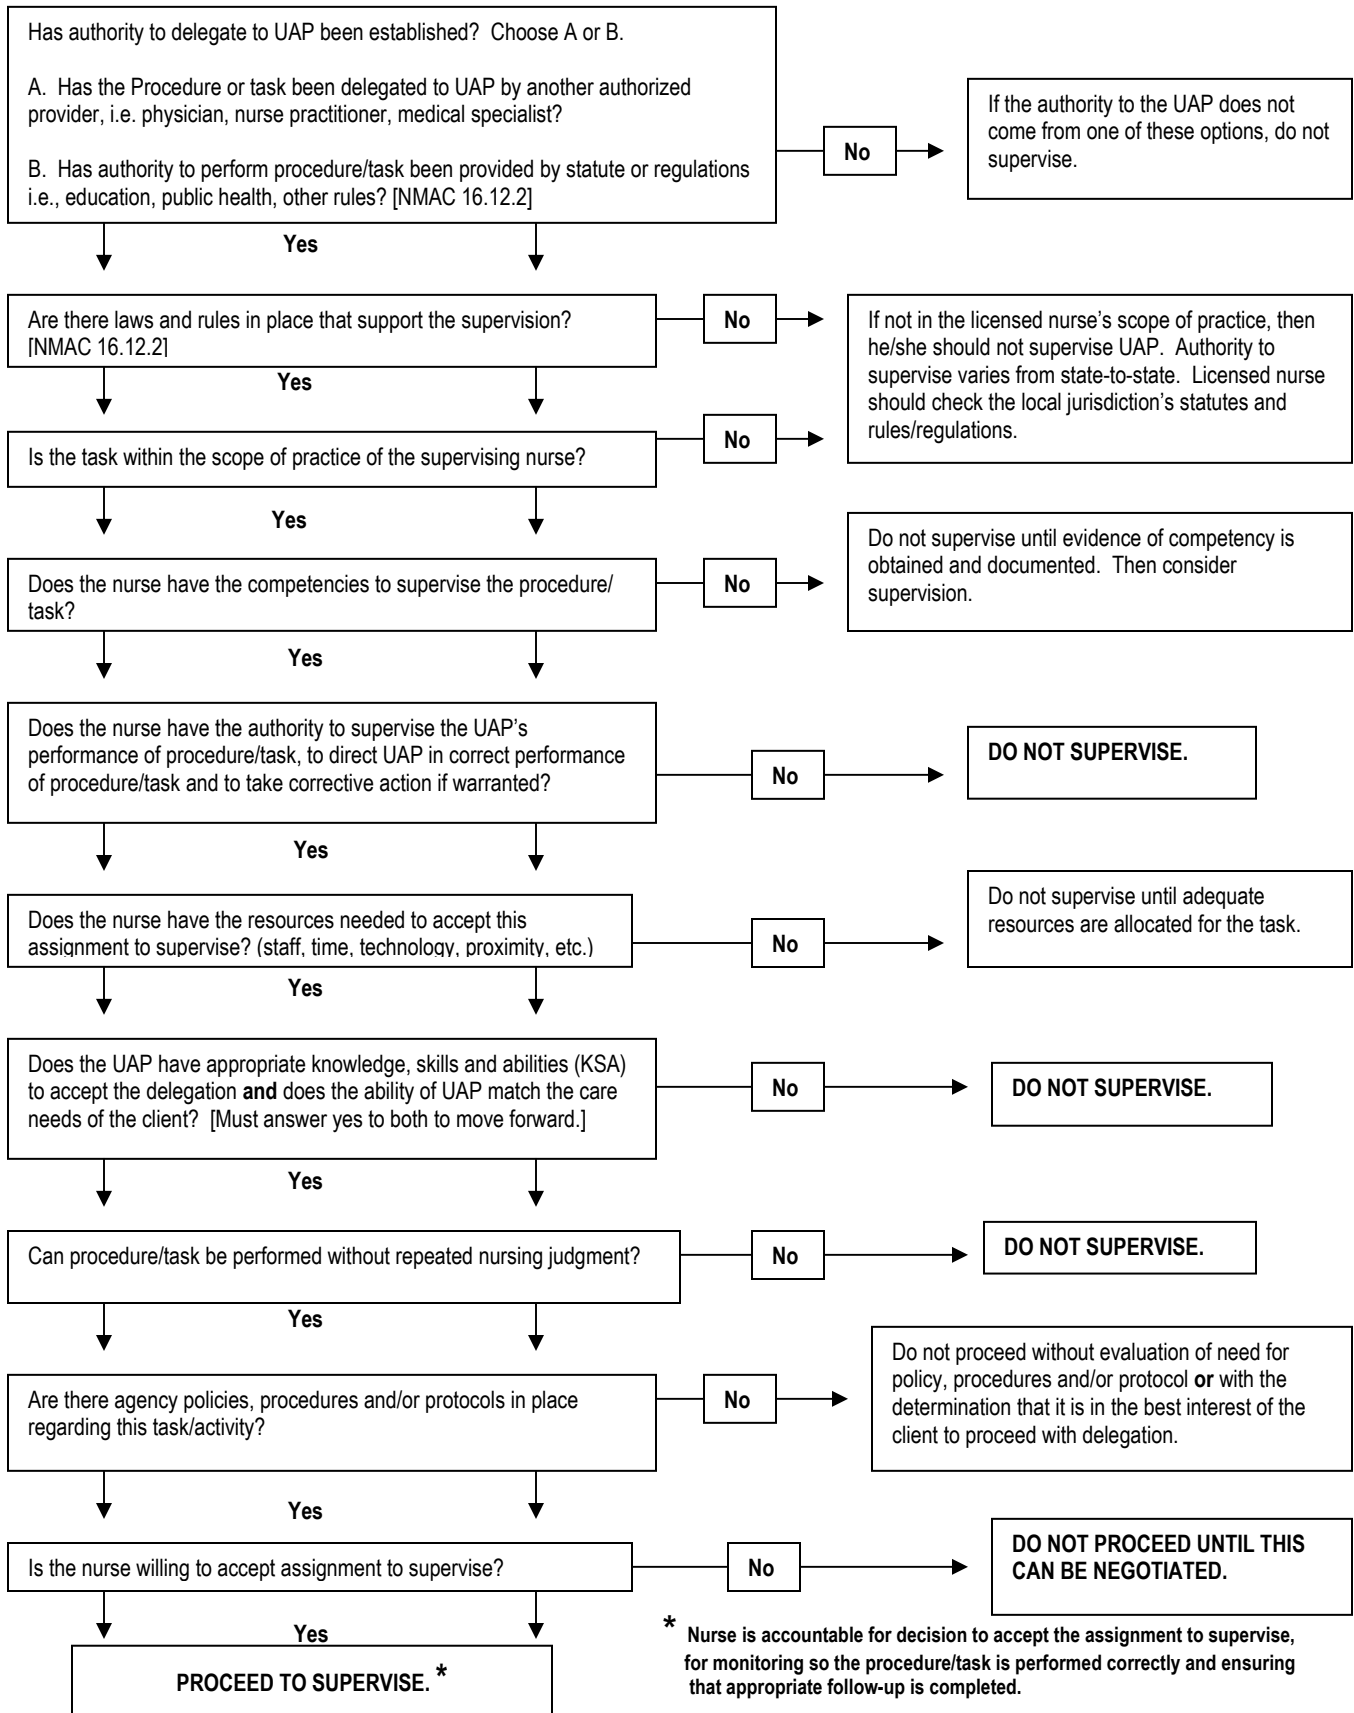 Has authority to delegate to UAP been established? Choose A or B.
A. Has the Procedure or task been delegated to UAP by another authorized
provider, i.e. physician, nurse practitioner, medical specialist?
B. Has authority to perform procedure/task been provided by statute or regulations
i.e., education, public health, other rules? [NMAC 16.12.2]
No
If the authority to the UAP does not
come from one of these options, do not
supervise.
Yes
Are there laws and rules in place that support the supervision?
[NMAC 16.12.2]
No
If not in the licensed nurse's scope of practice, then
he/she should not supervise UAP. Authority to
supervise varies from state-to-state. Licensed nurse
should check the local jurisdiction's statutes and
rules/regulations.
Yes
Is the task within the scope of practice of the supervising nurse?
No
Yes
Does the nurse have the competencies to supervise the procedure/
task?
No
Do not supervise until evidence of competency is
obtained and documented. Then consider
supervision.
Yes
Does the nurse have the authority to supervise the UAP's
performance of procedure/task, to direct UAP in correct performance
of procedure/task and to take corrective action if warranted?
No
DO NOT SUPERVISE.
Yes
Does the nurse have the resources needed to accept this
assignment to supervise? (staff, time, technology, proximity, etc.)
No
Do not supervise until adequate
resources are allocated for the task.
Yes
Does the UAP have appropriate knowledge, skills and abilities (KSA)
to accept the delegation and does the ability of UAP match the care
needs of the client? [Must answer yes to both to move forward.]
No
DO NOT SUPERVISE.
Yes
Can procedure/task be performed without repeated nursing judgment?
No
DO NOT SUPERVISE.
Yes
Are there agency policies, procedures and/or protocols in place
regarding this task/activity?
No
Do not proceed without evaluation of need for
policy, procedures and/or protocol or with the
determination that it is in the best interest of the
client to proceed with delegation.
Yes
Is the nurse willing to accept assignment to supervise?
No
DO NOT PROCEED UNTIL THIS
CAN BE NEGOTIATED.
Yes
PROCEED TO SUPERVISE. *
* Nurse is accountable for decision to accept the assignment to supervise,
for monitoring so the procedure/task is performed correctly and ensuring
that appropriate follow-up is completed.